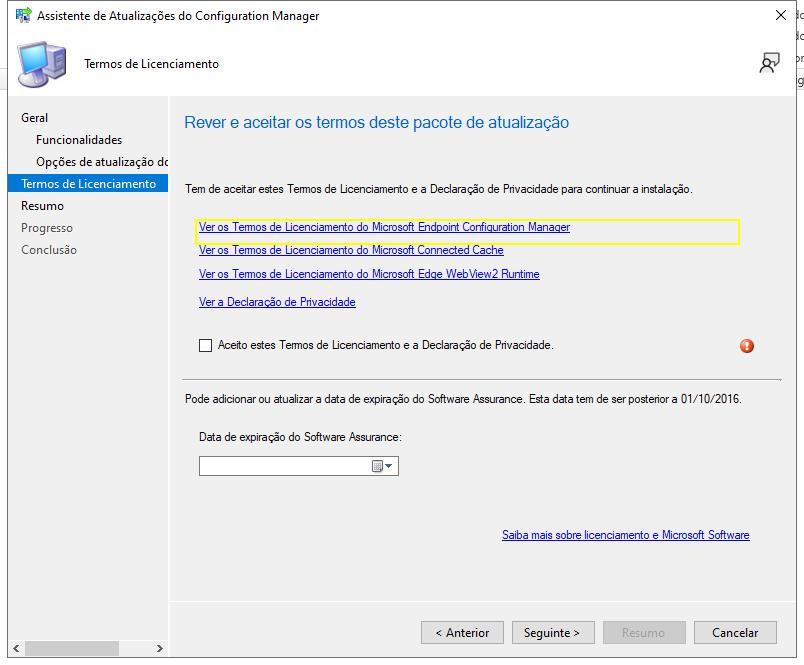 Assistente de Atualizações do Configuration Manager
Termos de Licenciamento
Geral
Funcionalidades
Opções de atualização do
Termos de Licenciamento
Resumo
Progresso
Conclusão
Rever e aceitar os termos deste pacote de atualização
Tem de aceitar estes Termos de Licenciamento e a Declaração de Privacidade para continuar a instalação.
Ver os Termos de Licenciamento do Microsoft Endpoint Configuration Manager
Ver os Termos de Licenciamento do Microsoft Connected Cache
Ver os Termos de Licenciamento do Microsoft Edge WebView2 Runtime
Ver a Declaração de Privacidade
Aceito estes Termos de Licenciamento e a Declaração de Privacidade.
Pode adicionar ou atualizar a data de expiração do Software Assurance. Esta data tem de ser posterior a 01/10/2016.
Data de expiração do Software Assurance:
Saiba mais sobre licenciamento e Microsoft Software
< Anterior
Seguinte >
Resumo
Cancelar